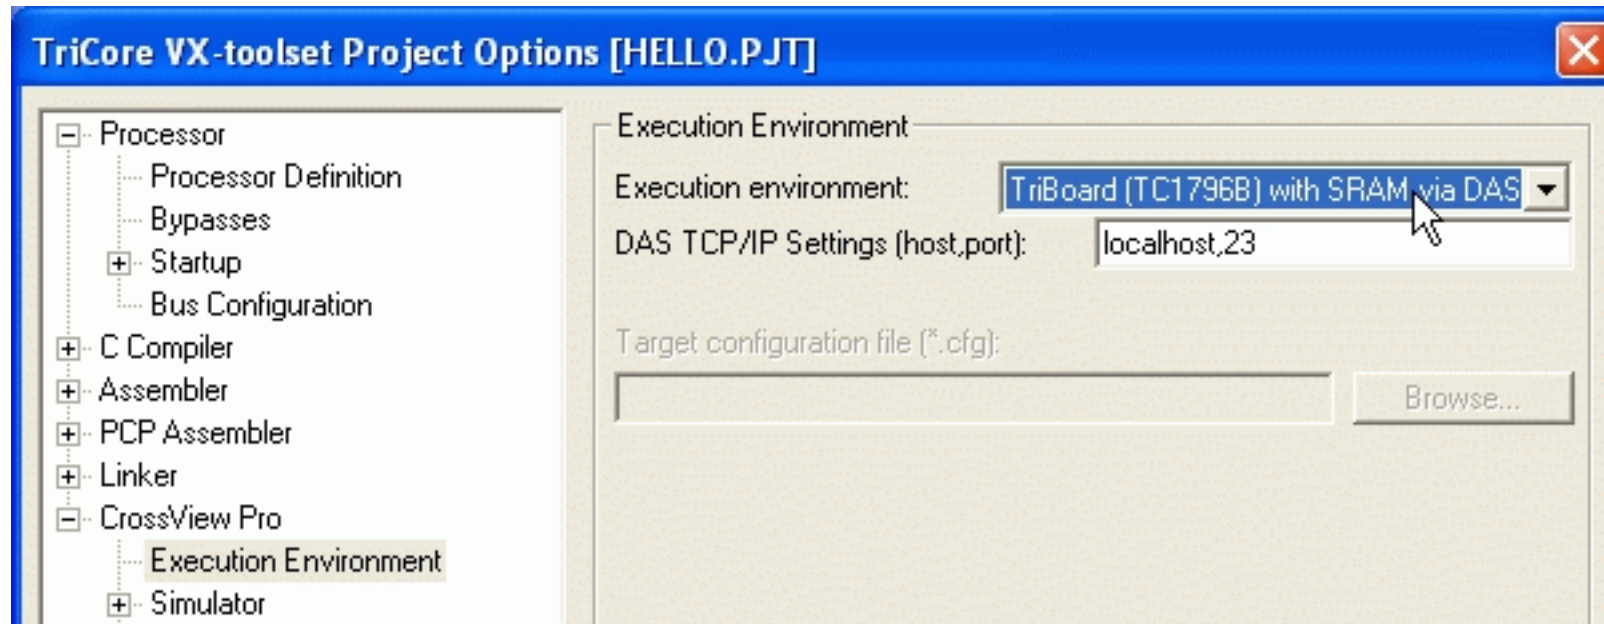 TriCore VX-toolset Project Options [HELLO.PJT]
Processor
Processor Definition
Bypasses
Startup
Bus Configuration
C Compiler
Assembler
PCP Assembler
Linker
CrossView Pro
Execution Environment
Simulator
Execution Environment
Execution environment: TriBoard (TC1796B) with SRAM via DAS
DAS TCP/IP Settings (host,port): localhost,23
Target configuration file (*.cfg):
Browse...